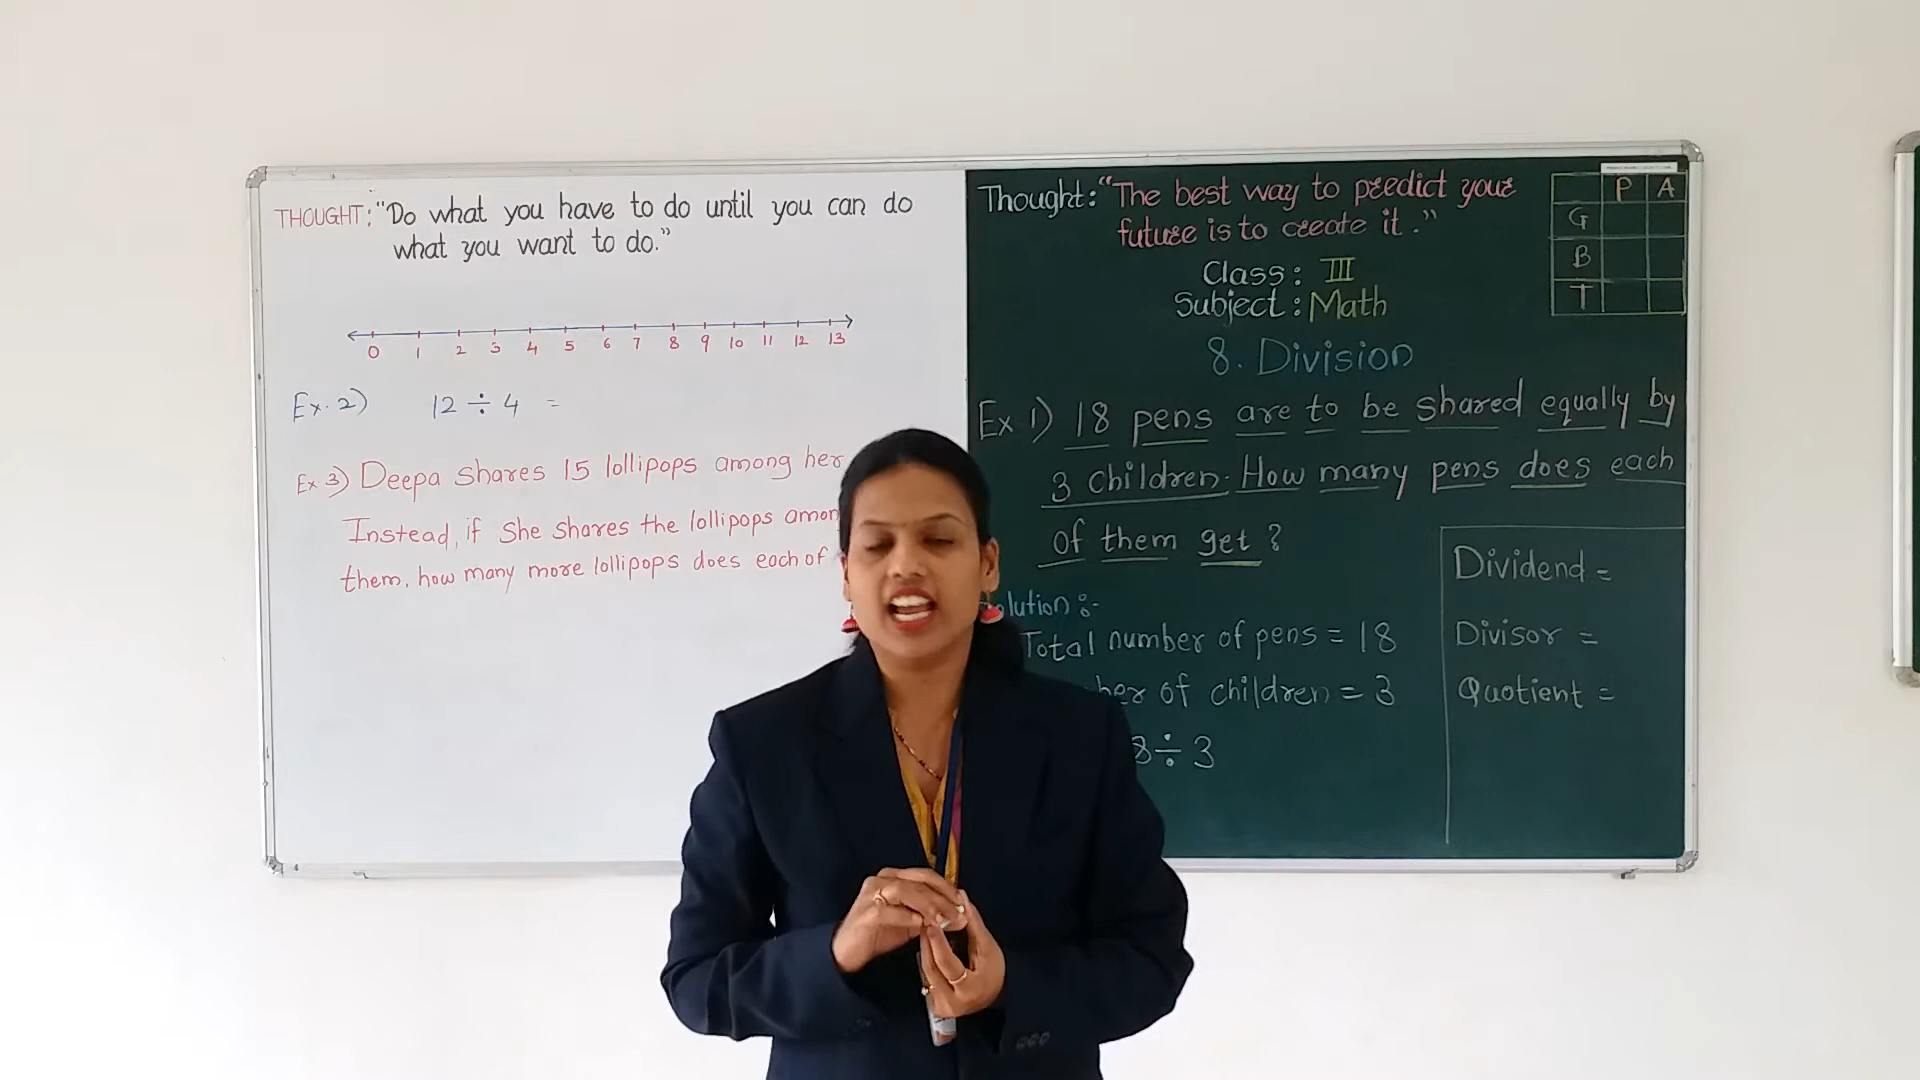 THOUGHT: "Do what you have to do until you can do
what you want to do."
0 1 2 3 4 5 6 7 8 9 10 11 12 13
Ex. 2) 12 ÷ 4 =
Ex 3) Deepa shares 15 lollipops among her
Instead, if she shares the lollipops
them, how many more lollipops does each of
Thought: "The best way to predict your
future is to create it."
P A
G
B
T
Class: III
Subject: Math
8. Division
Ex 1) 18 pens are to be shared equally by
3 children. How many pens does each
of them get?
Total number of pens = 18
of children = 3
÷ 3
Dividend =
Divisor =
Quotient =